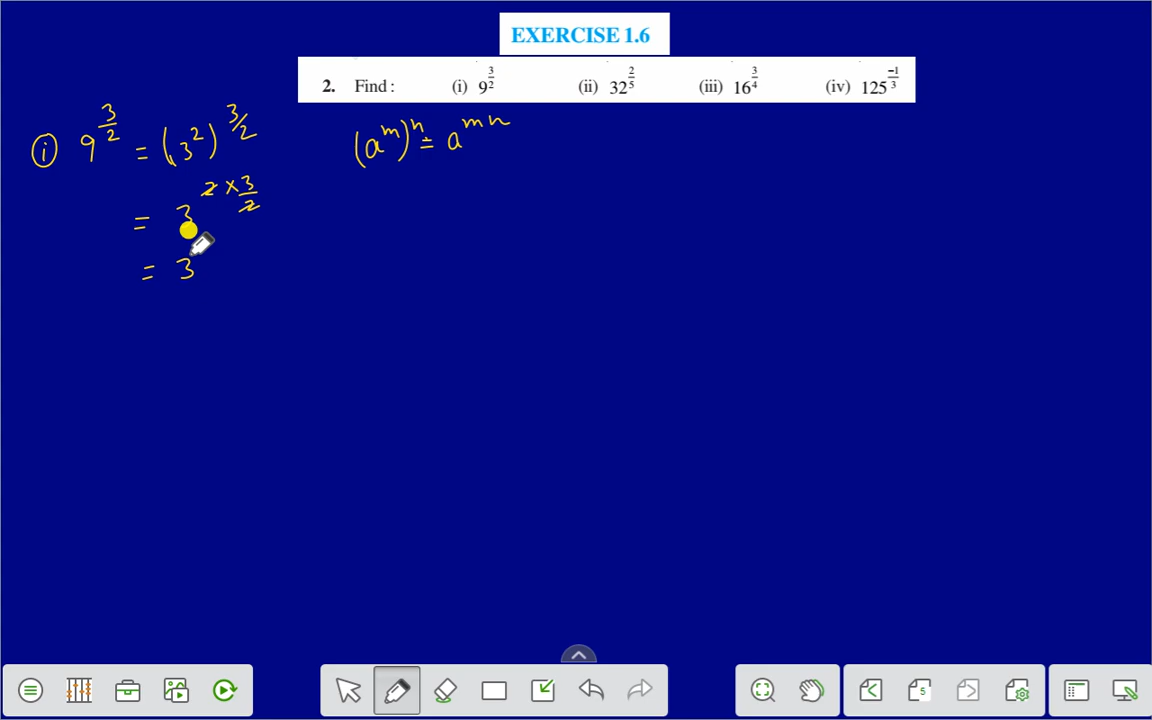 EXERCISE 1.6
2. Find : (i) 9^{3/2} (ii) 32^{2/5} (iii) 16^{3/4} (iv) 125^{-1/3}
(i) 9^{3/2} = (3^2)^{3/2}
(a^m)^n = a^{mn}
= 3^{2 × 3/2}
= 3
5